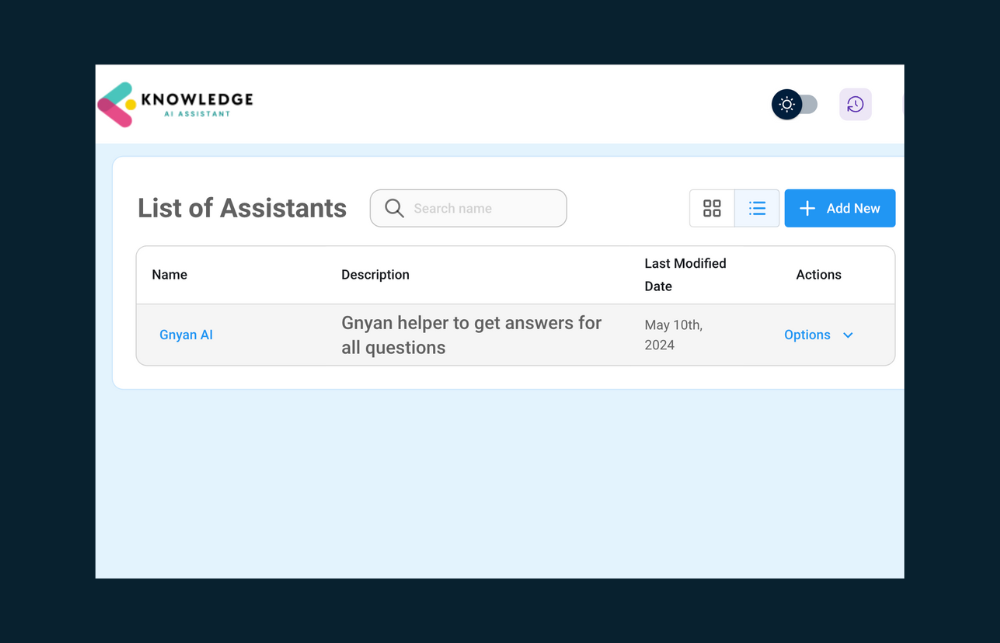 KNOWLEDGE
AI ASSISTANT
List of Assistants
Search name
Add New
Name
Description
Last Modified
Date
Actions
Gnyan AI
Gnyan helper to get answers for
all questions
May 10th,
2024
Options